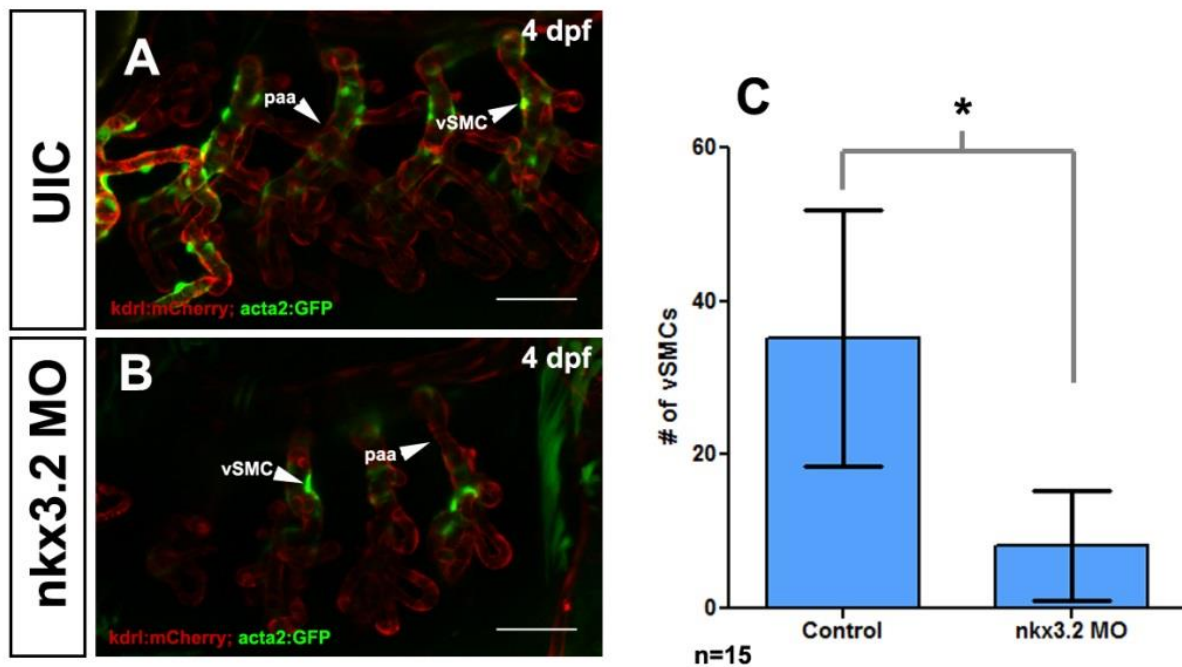 UIC
A
4 dpf
paa
vSMC
kdrl:mCherry; acta2:GFP
nkx3.2 MO
B
4 dpf
vSMC
paa
kdrl:mCherry; acta2:GFP
C
*
# of vSMCs
60
40
20
0
Control
nkx3.2 MO
n=15